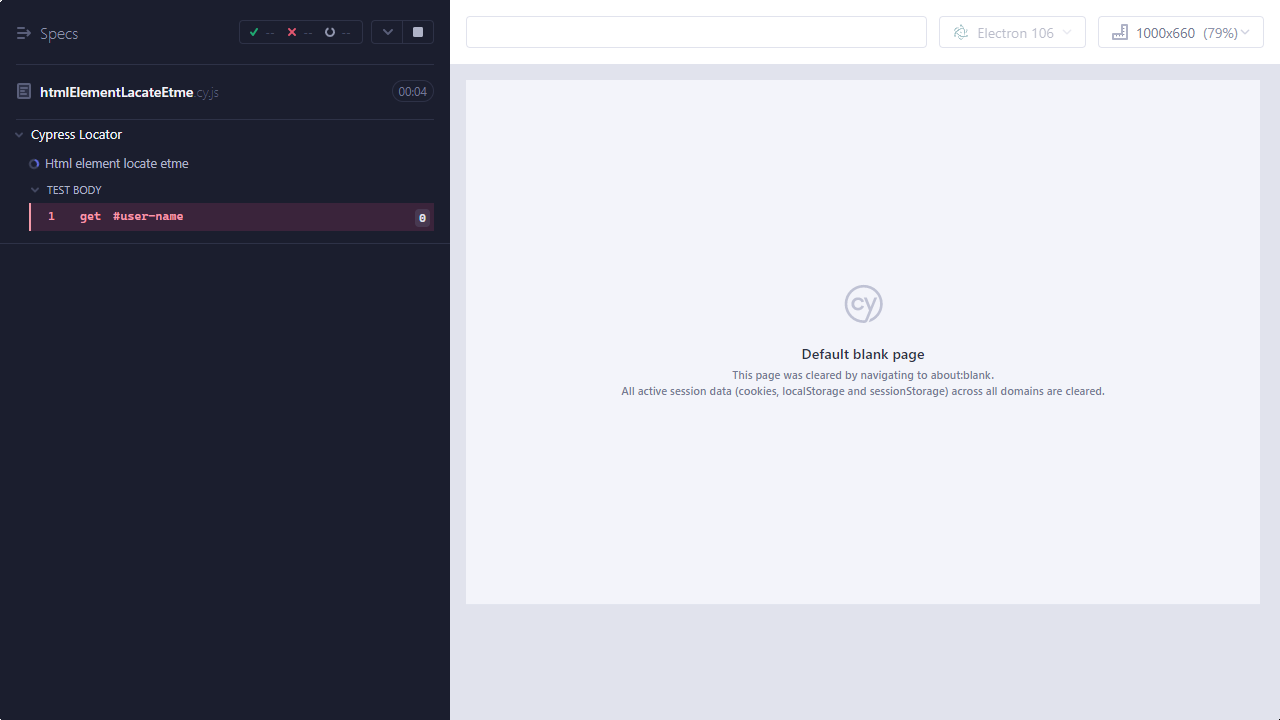 Specs
--
--
--
Electron 106
1000x660 (79%)
htmlElementLacateEtme cy.js
00:04
Cypress Locator
Html element locate etme
TEST BODY
1 get #user-name 0
cy
Default blank page
This page was cleared by navigating to about:blank.
All active session data (cookies, localStorage and sessionStorage) across all domains are cleared.